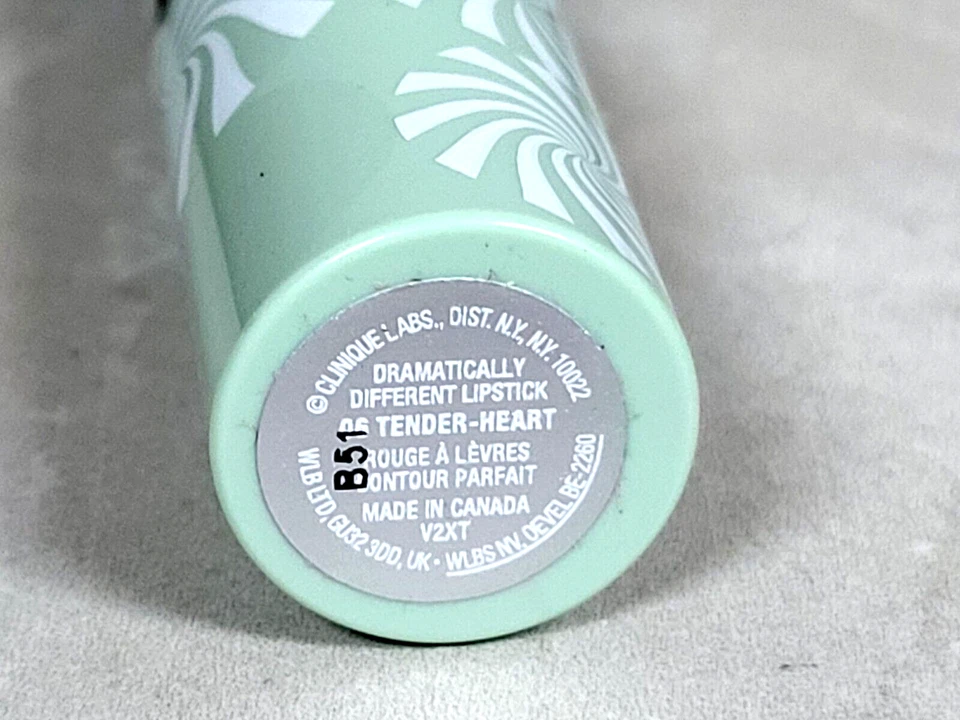 © CLINIQUE LABS., DIST. N.Y., N.Y. 10022
DRAMATICALLY
DIFFERENT LIPSTICK
06 TENDER-HEART
ROUGE À LÈVRES
CONTOUR PARFAIT
MADE IN CANADA
V2XT
WLB LTD, GU32 3DD, UK • WLBS NV, OEVEL BE-2260
B51